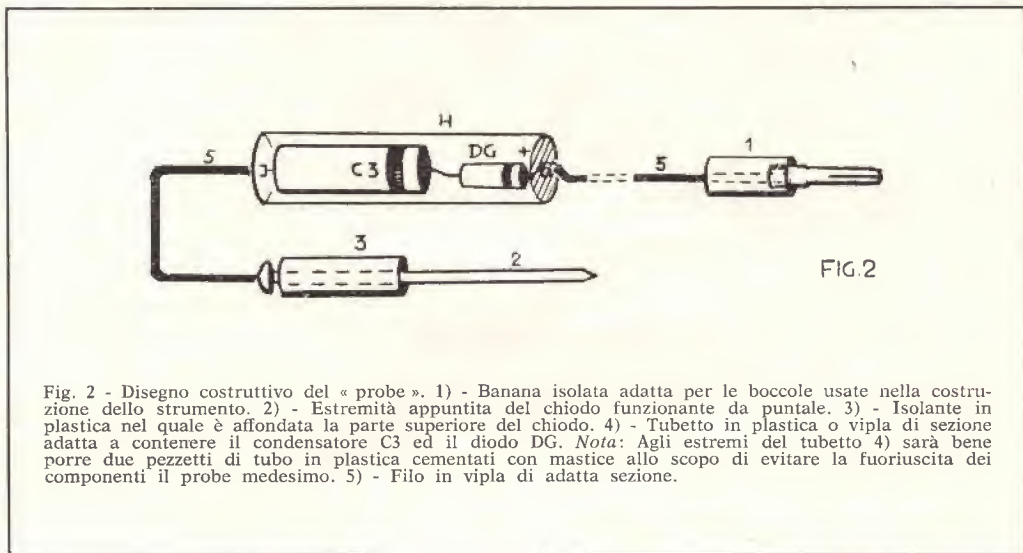 H
5
C3
DG
+
5
1
3
2
FIG.2
Fig. 2 - Disegno costruttivo del « probe ». 1) - Banana isolata adatta per le boccole usate nella costru-
zione dello strumento. 2) - Estremità appuntita del chiodo funzionante da puntale. 3) - Isolante in
plastica nel quale è affondata la parte superiore del chiodo. 4) - Tubetto in plastica o vipla di sezione
adatta a contenere il condensatore C3 ed il diodo DG. Nota: Agli estremi del tubetto 4) sarà bene
porre due pezzetti di tubo in plastica cementati con mastice allo scopo di evitare la fuoriuscita dei
componenti il probe medesimo. 5) - Filo in vipla di adatta sezione.